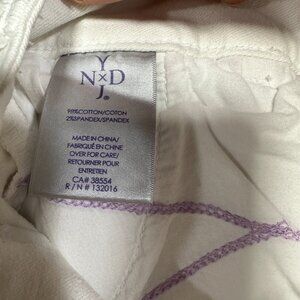 Y
N×D
J.
98%COTTON/COTON
2%SPANDEX/SPANDEX
MADE IN CHINA/
FABRIQUÉ EN CHINE
OVER FOR CARE/
RETOURNER POUR
ENTRETIEN
CA# 38554
R / N # 132016